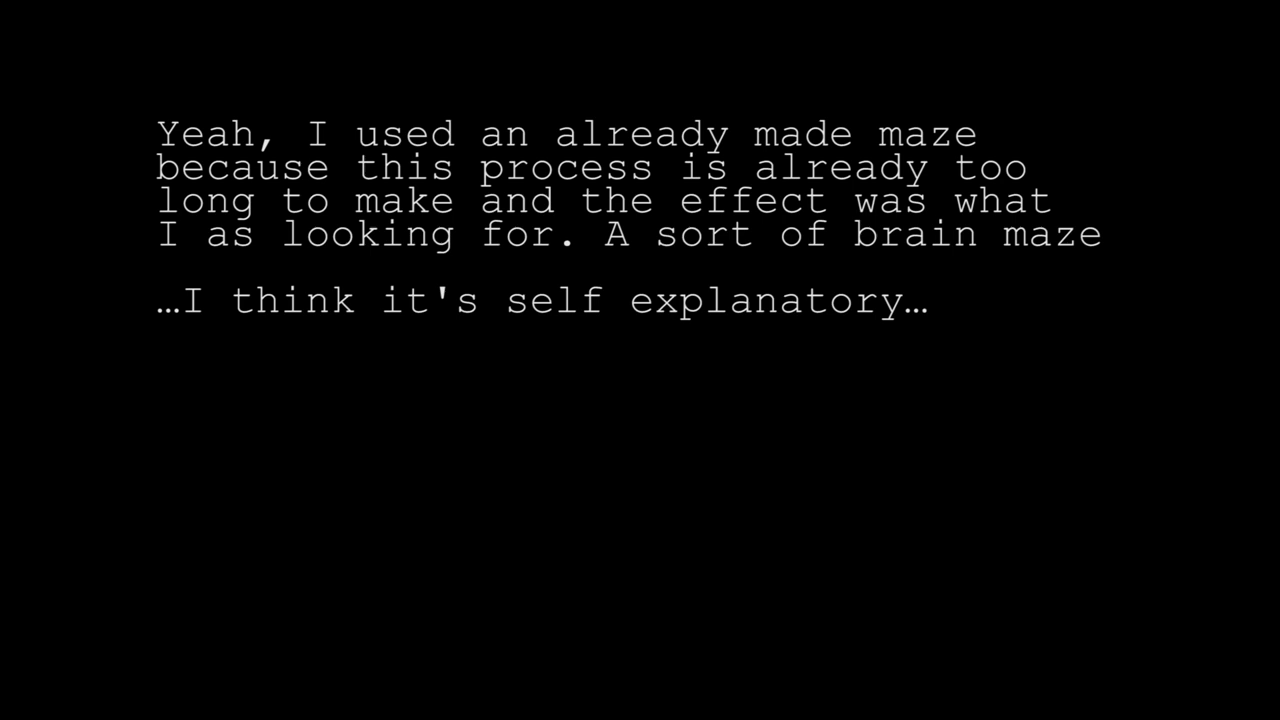 Yeah, I used an already made maze
because this process is already too
long to make and the effect was what
I as looking for. A sort of brain maze
…I think it's self explanatory…